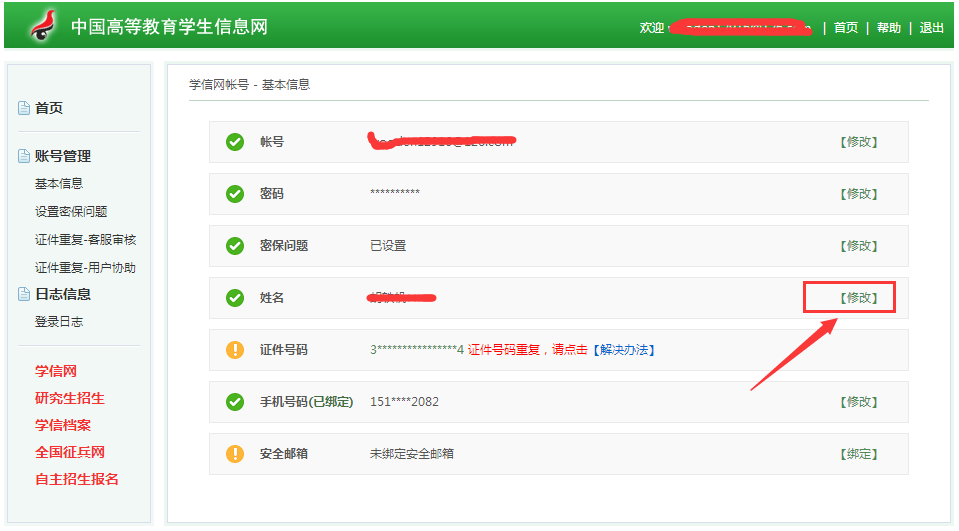 中国高等教育学生信息网
欢迎 | 首页 | 帮助 | 退出
首页
账号管理
基本信息
设置密保问题
证件重复-客服审核
证件重复-用户协助
日志信息
登录日志
学信网
研究生招生
学信档案
全国征兵网
自主招生报名
学信网帐号 - 基本信息
帐号 【修改】
密码 ********** 【修改】
密保问题 已设置 【修改】
姓名 【修改】
证件号码 3****************4 证件号码重复，请点击【解决办法】
手机号码(已绑定) 151****2082 【修改】
安全邮箱 未绑定安全邮箱 【绑定】